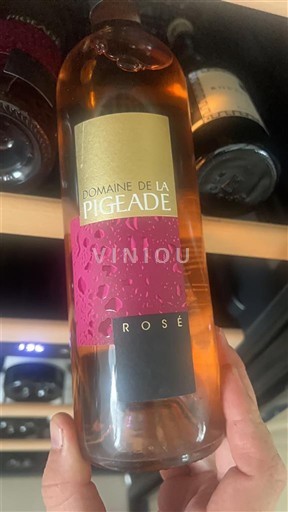 DOMAINE DE LA
PIGEADE
VINIOU
ROSÉ